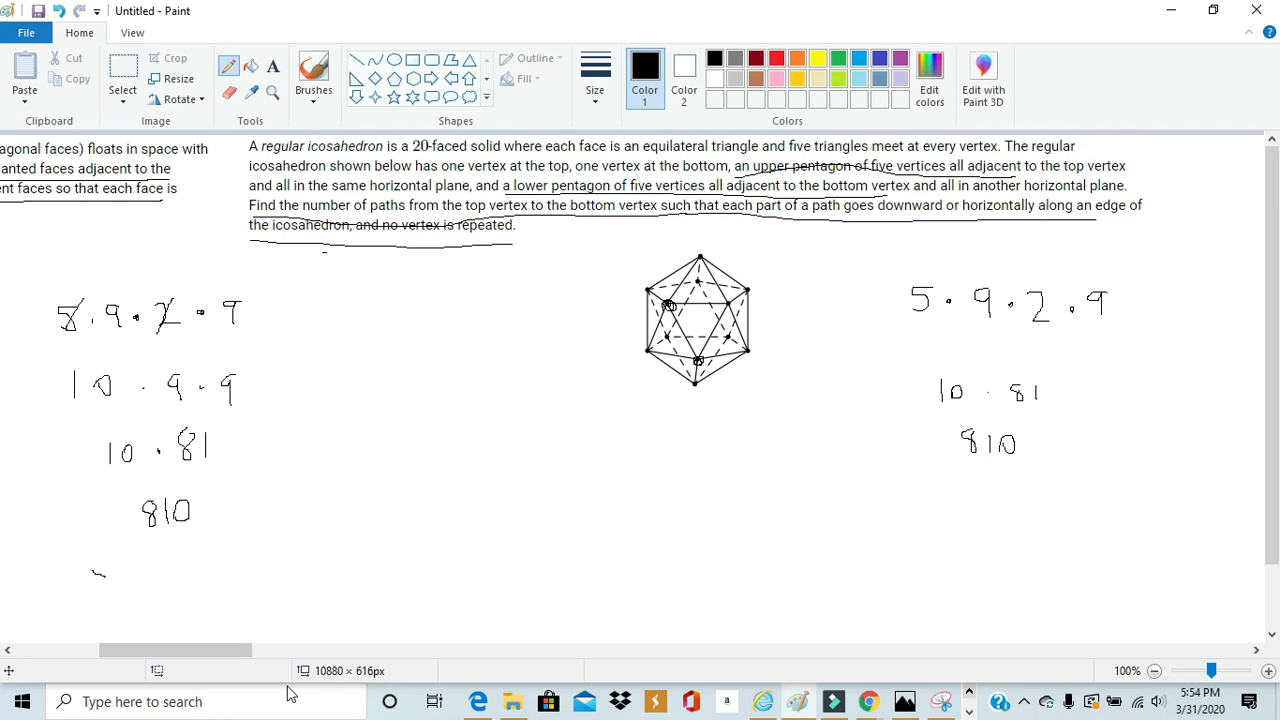 Untitled - Paint
File Home View
Paste
Cut
Copy
Clipboard
Select
Crop
Resize
Rotate
Image
A
Tools
Brushes
Shapes
Outline
Fill
Size
Color 1
Color 2
Edit colors
Colors
Edit with Paint 3D
agonal faces) floats in space with
anted faces adjacent to the
ent faces so that each face is
A regular icosahedron is a 20-faced solid where each face is an equilateral triangle and five triangles meet at every vertex. The regular
icosahedron shown below has one vertex at the top, one vertex at the bottom, an upper pentagon of five vertices all adjacent to the top vertex
and all in the same horizontal plane, and a lower pentagon of five vertices all adjacent to the bottom vertex and all in another horizontal plane.
Find the number of paths from the top vertex to the bottom vertex such that each part of a path goes downward or horizontally along an edge of
the icosahedron, and no vertex is repeated.
5 . 9 . 2 . 9
10 . 9 . 9
10 . 81
810
5 . 9 . 2 . 9
10 . 81
810
10880 × 616px
100%
Type here to search
a
5:54 PM
3/31/2020